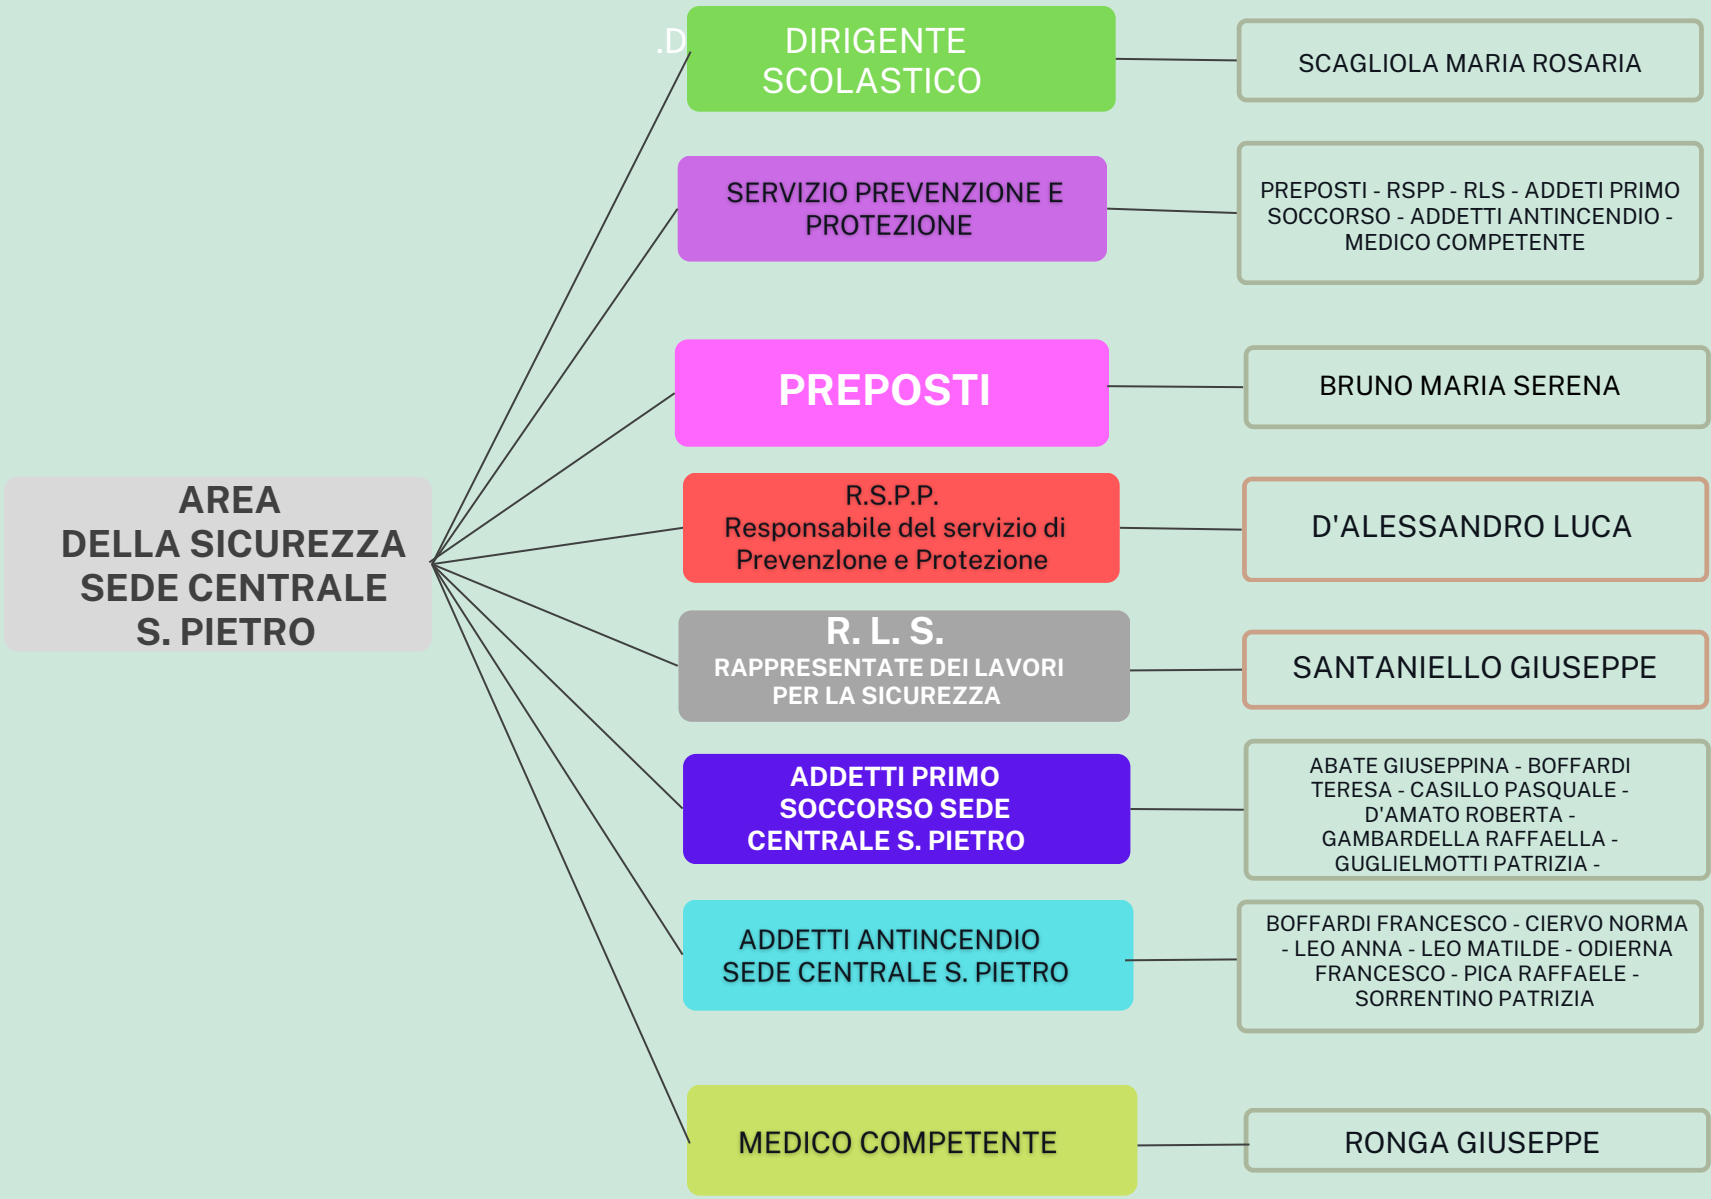 AREA
DELLA SICUREZZA
SEDE CENTRALE
S. PIETRO
.D
DIRIGENTE
SCOLASTICO
SCAGLIOLA MARIA ROSARIA
SERVIZIO PREVENZIONE E
PROTEZIONE
PREPOSTI - RSPP - RLS - ADDETI PRIMO
SOCCORSO - ADDETTI ANTINCENDIO -
MEDICO COMPETENTE
PREPOSTI
BRUNO MARIA SERENA
R.S.P.P.
Responsabile del servizio di
PrevenzIone e Protezione
D'ALESSANDRO LUCA
R. L. S.
RAPPRESENTATE DEI LAVORI
PER LA SICUREZZA
SANTANIELLO GIUSEPPE
ADDETTI PRIMO
SOCCORSO SEDE
CENTRALE S. PIETRO
ABATE GIUSEPPINA - BOFFARDI
TERESA - CASILLO PASQUALE -
D'AMATO ROBERTA -
GAMBARDELLA RAFFAELLA -
GUGLIELMOTTI PATRIZIA -
ADDETTI ANTINCENDIO
SEDE CENTRALE S. PIETRO
BOFFARDI FRANCESCO - CIERVO NORMA
- LEO ANNA - LEO MATILDE - ODIERNA
FRANCESCO - PICA RAFFAELE -
SORRENTINO PATRIZIA
MEDICO COMPETENTE
RONGA GIUSEPPE